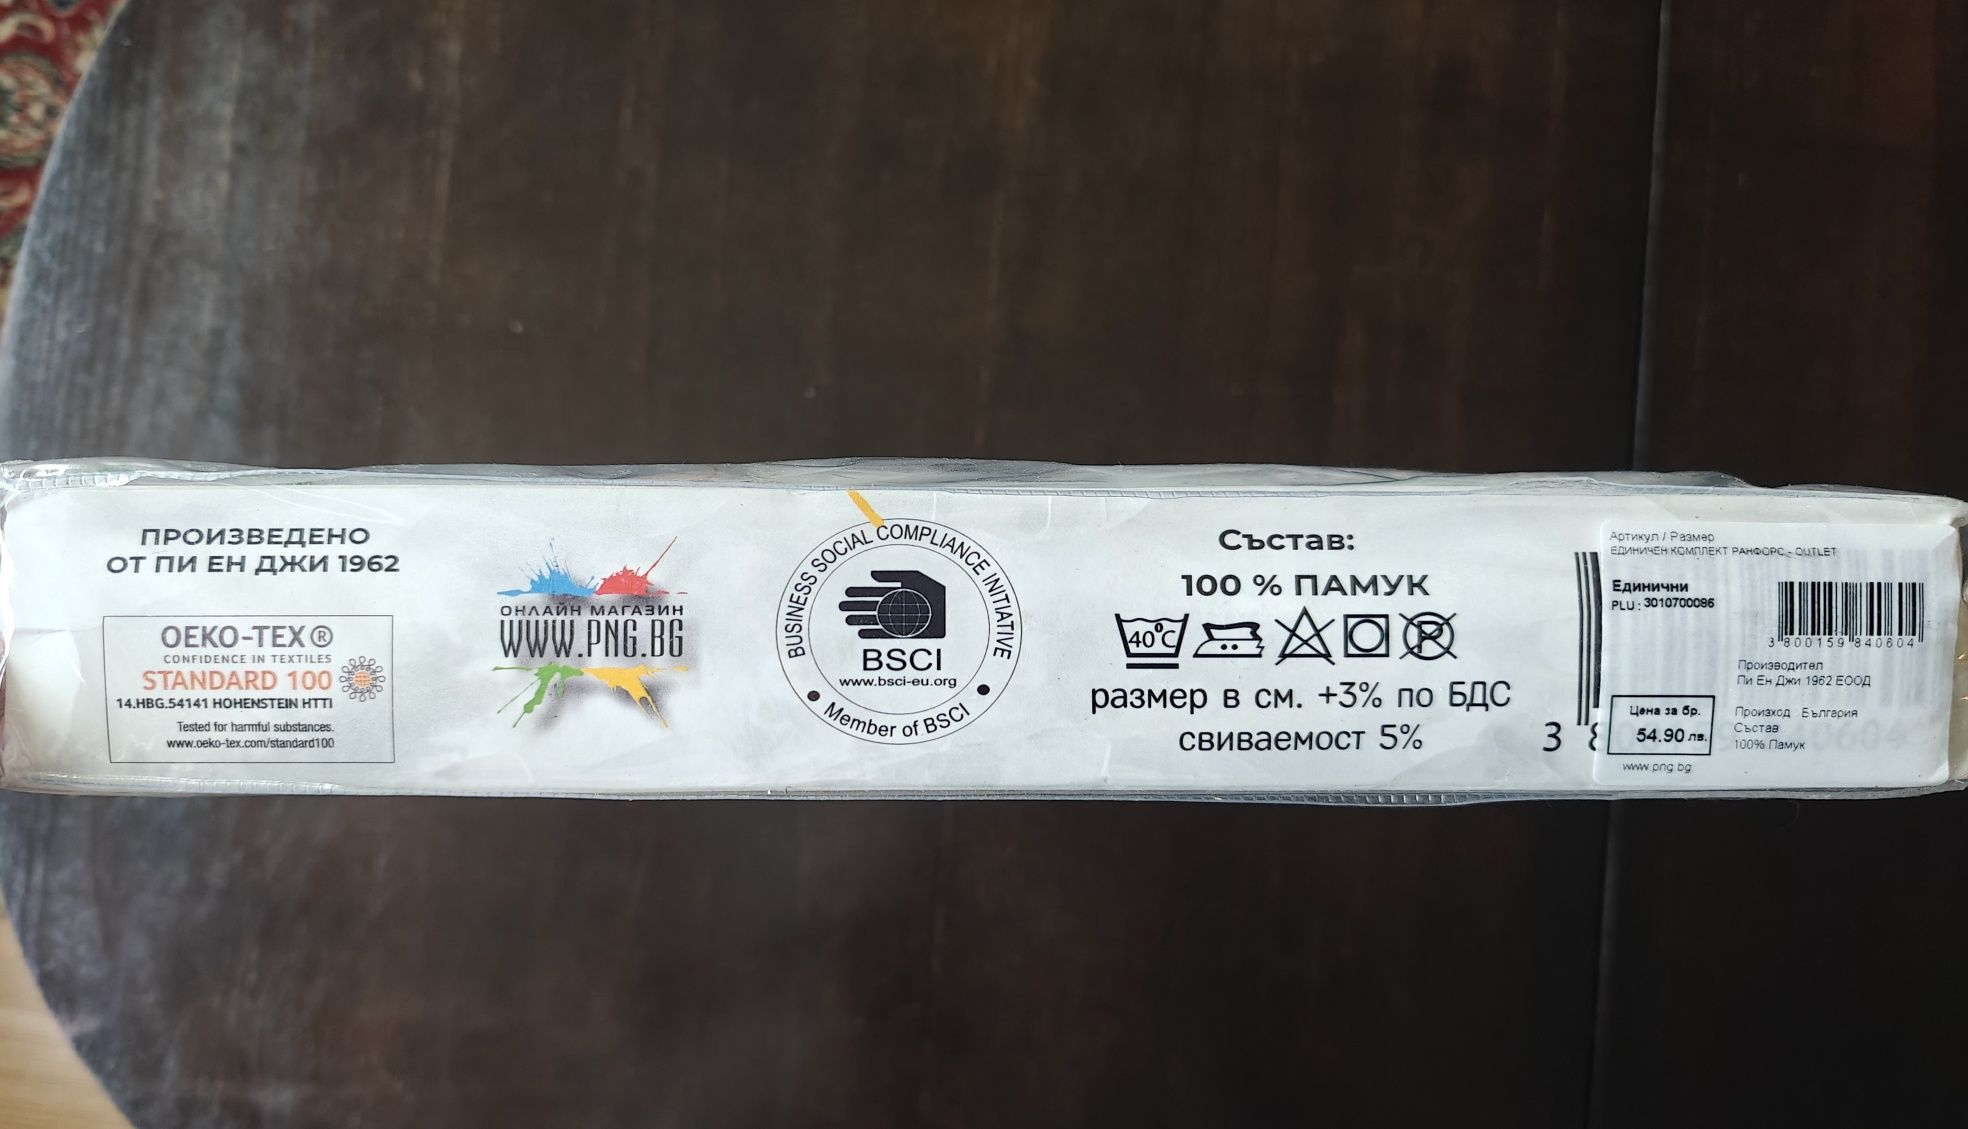 ПРОИЗВЕДЕНО
ОТ ПИ ЕН ДЖИ 1962
OEKO-TEX®
CONFIDENCE IN TEXTILES
STANDARD 100
14.HBG.54141 HOHENSTEIN HTTI
Tested for harmful substances.
www.oeko-tex.com/standard100
ОНЛАЙН МАГАЗИН
WWW.PNG.BG
BUSINESS SOCIAL COMPLIANCE INITIATIVE
BSCI
www.bsci-eu.org
Member of BSCI
Състав:
100 % ПАМУК
40°C
P
размер в см. +3% по БДС
свиваемост 5%
3 8
Артикул / Размер
ЕДИНИЧЕН КОМПЛЕКТ РАНФОРС - OUTLET
Единични
PLU : 3010700086
3 800159 840604
Производител
Пи Ен Джи 1962 ЕООД
Цена за бр.
54.90 лв.
Произход : България
Състав
100% Памук
www.png.bg